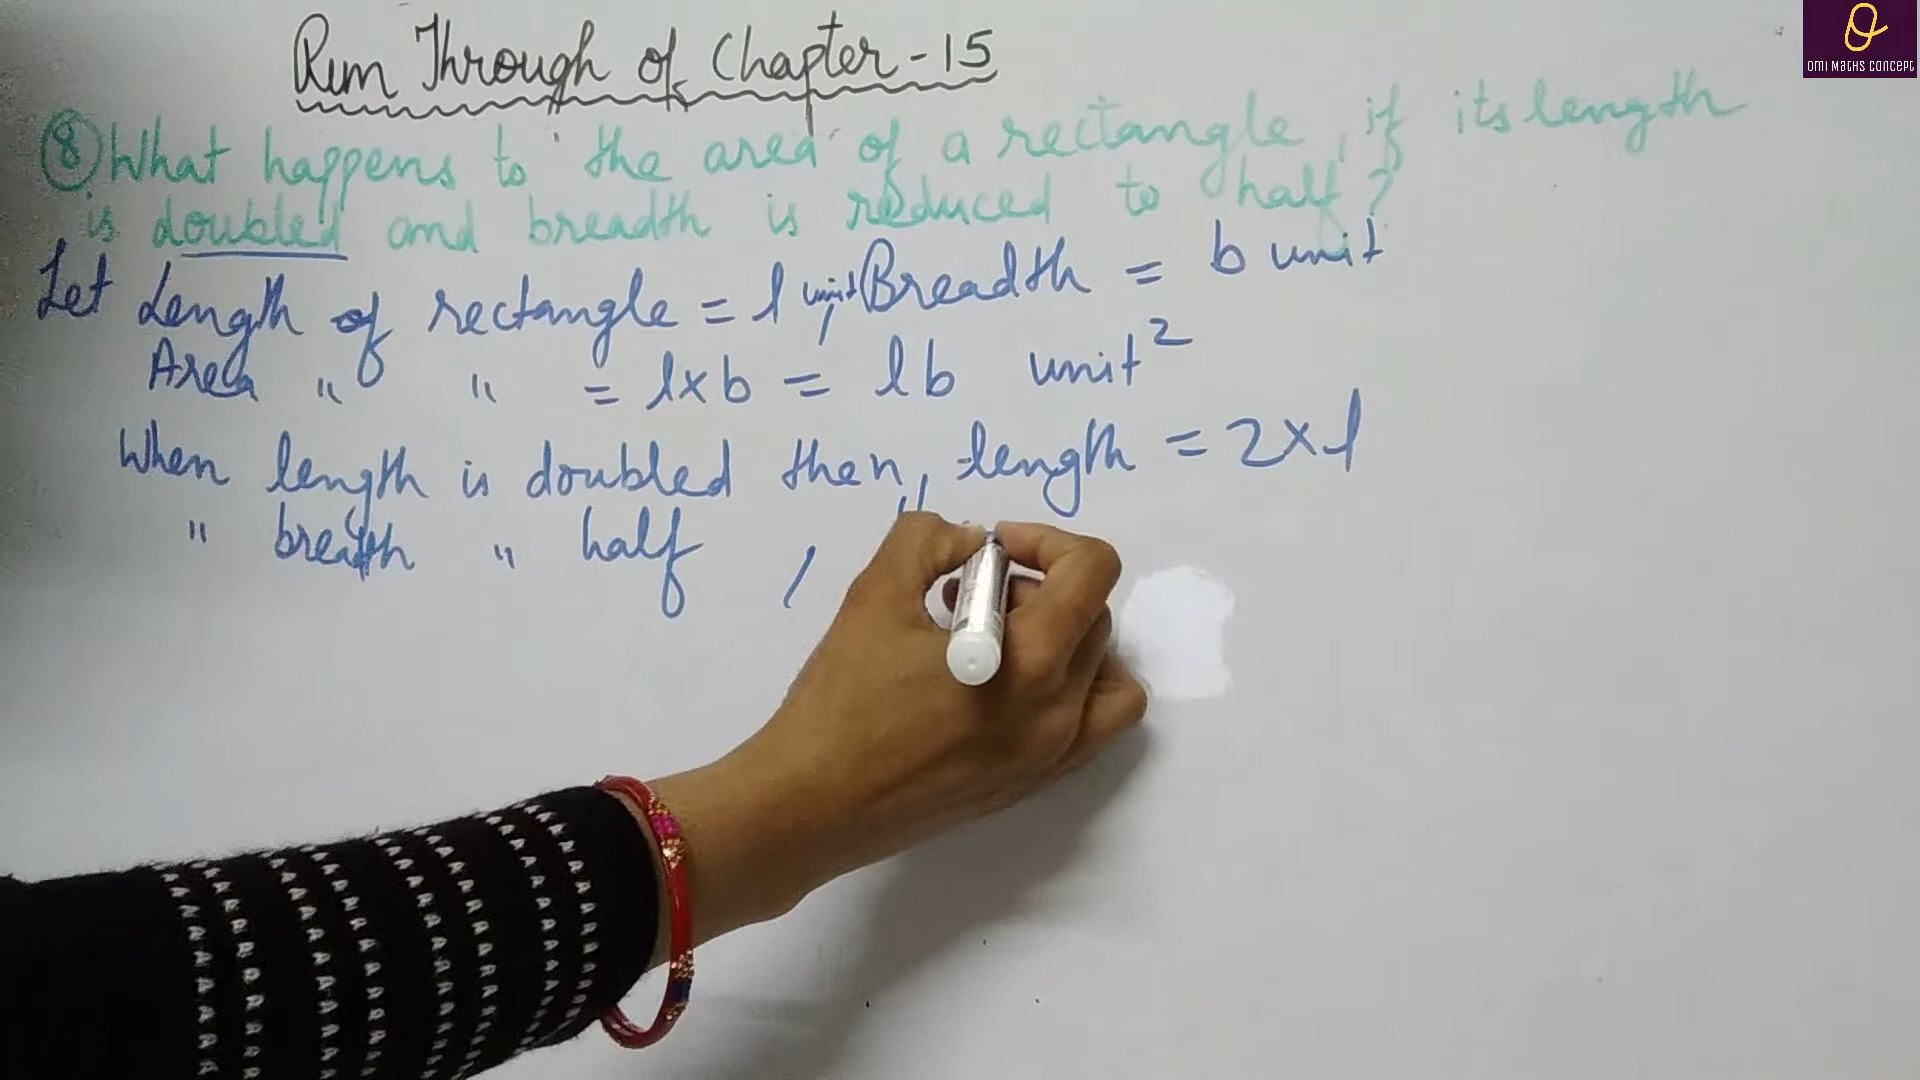 Run Through of Chapter-15
OMI MATHS CONCEPT
⑧ What happens to the area of a rectangle, if its length
is doubled and breadth is reduced to half?
Let Length of rectangle = l unit, Breadth = b unit
Area " " = l×b = lb unit²
When length is doubled then, length = 2×l
" breadth " half , "